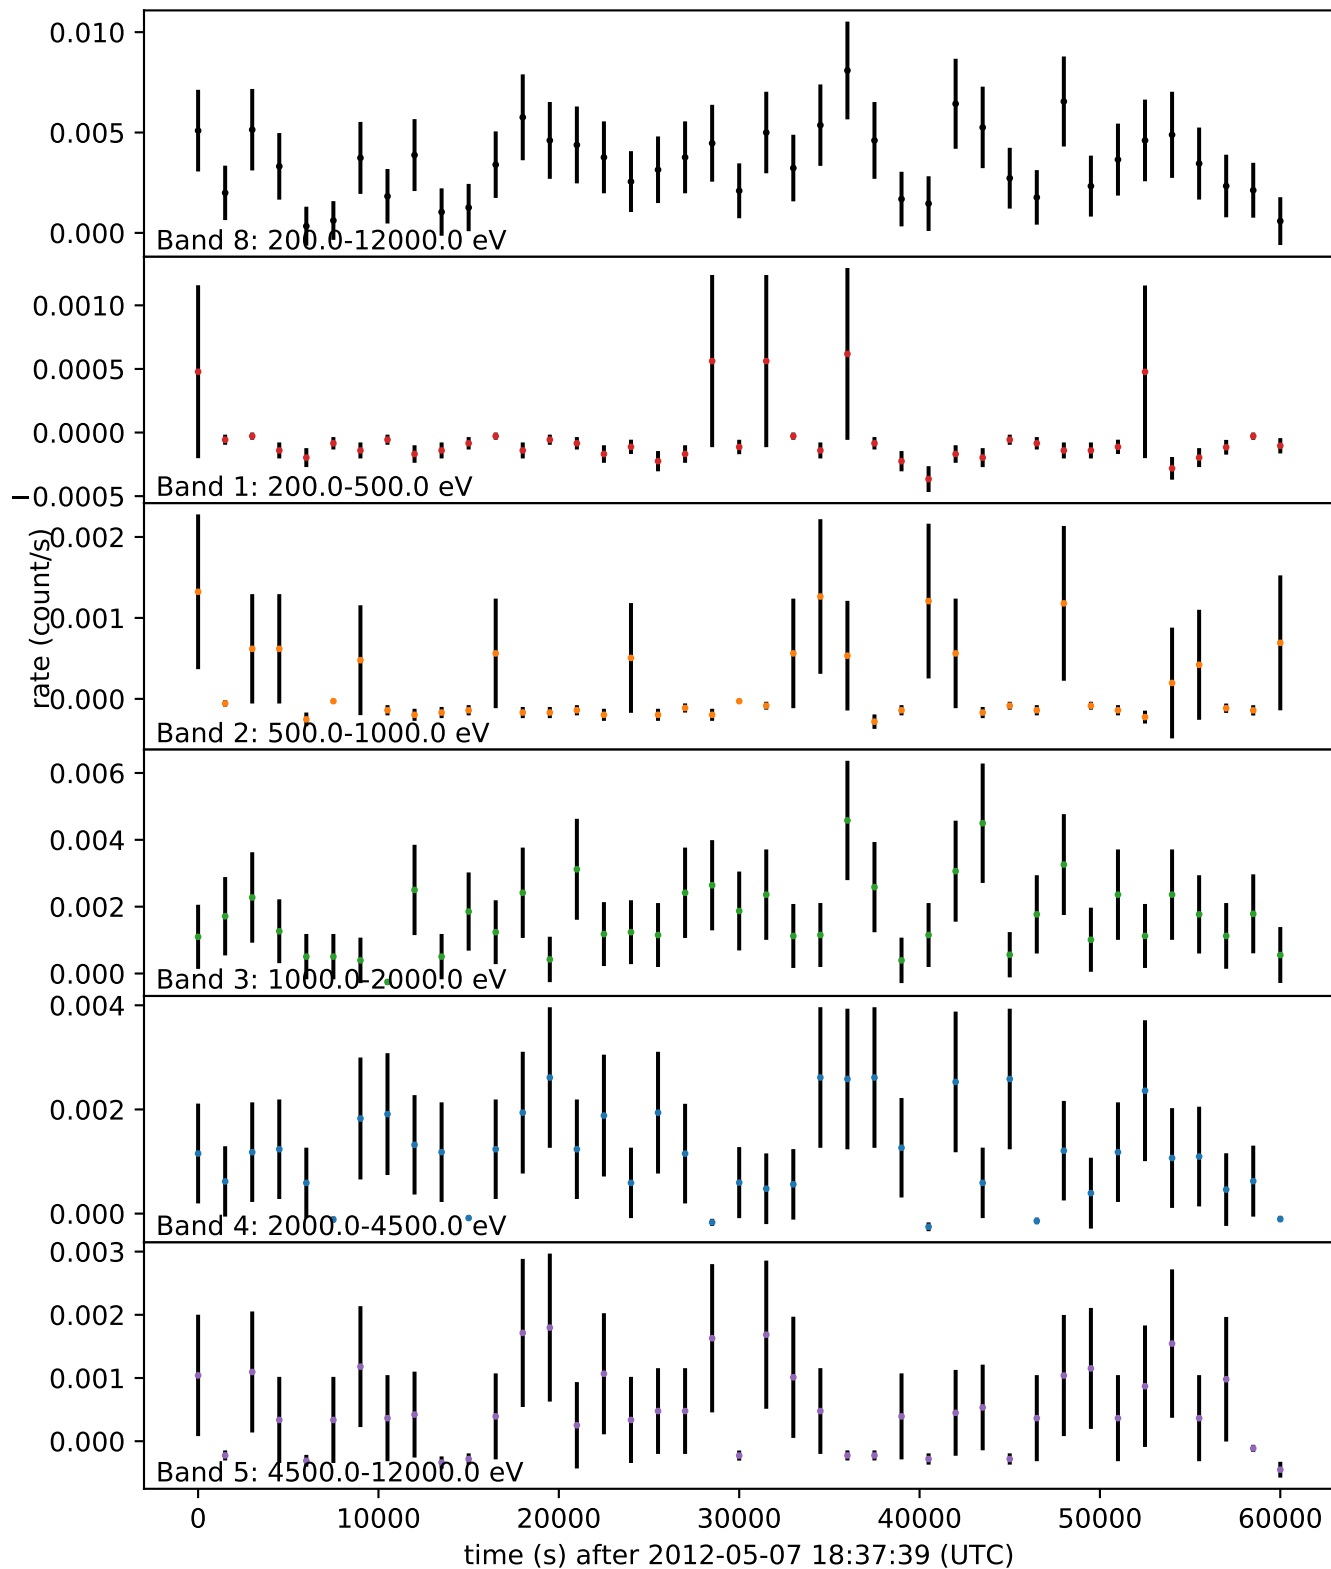 0.010
0.005
0.000
Band 8: 200.0-12000.0 eV
0.0010
0.0005
0.0000
−0.0005
Band 1: 200.0-500.0 eV
rate (count/s)
0.002
0.001
0.000
Band 2: 500.0-1000.0 eV
0.006
0.004
0.002
0.000
Band 3: 1000.0-2000.0 eV
0.004
0.002
0.000
Band 4: 2000.0-4500.0 eV
0.003
0.002
0.001
0.000
Band 5: 4500.0-12000.0 eV
0 10000 20000 30000 40000 50000 60000
time (s) after 2012-05-07 18:37:39 (UTC)